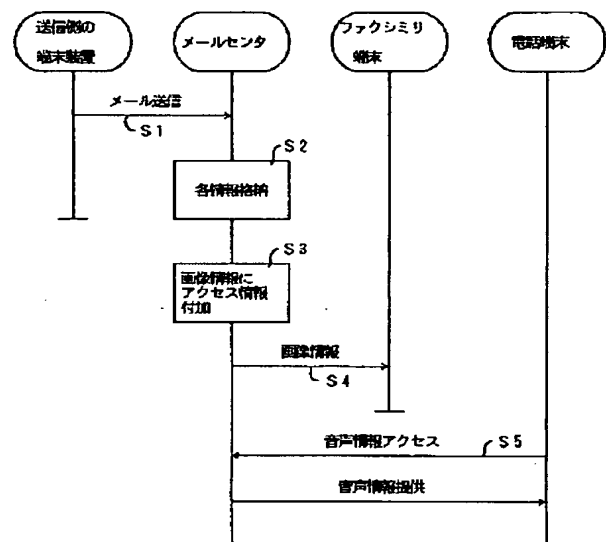 送信側の
端末装置
メールセンタ
ファクシミリ
端末
電話端末
メール送信
S1
S2
各情報格納
S3
画像情報に
アクセス情報
付加
画像情報
S4
音声情報アクセス
S5
音声情報提供